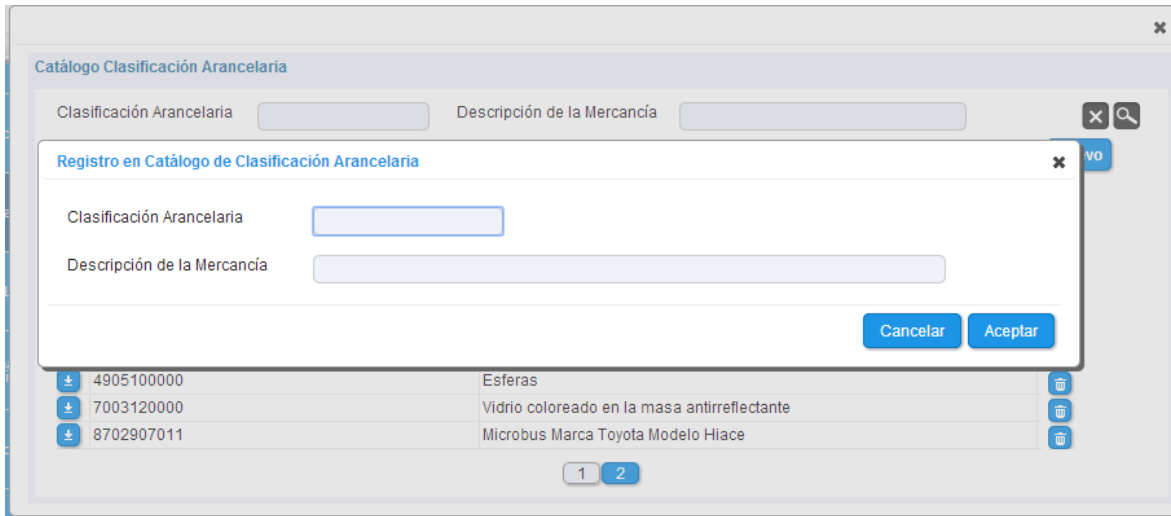 Catálogo Clasificación Arancelaria
Clasificación Arancelaria Descripción de la Mercancía
vo
Registro en Catálogo de Clasificación Arancelaria
Clasificación Arancelaria
Descripción de la Mercancía
Cancelar Aceptar
4905100000 Esferas
7003120000 Vidrio coloreado en la masa antirreflectante
8702907011 Microbus Marca Toyota Modelo Hiace
1 2